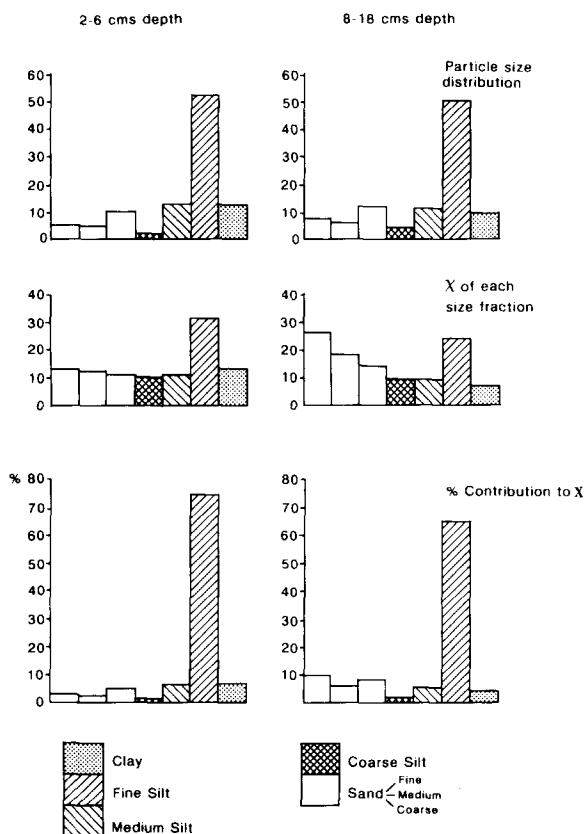 2-6 cms depth
8-18 cms depth
Particle size
distribution
60
50
40
30
20
10
0
60
50
40
30
20
10
0
χ of each
size fraction
40
30
20
10
0
40
30
20
10
0
% Contribution to χ
% 80
70
60
50
40
30
20
10
0
80
70
60
50
40
30
20
10
Clay
Fine Silt
Medium Silt
Coarse Silt
Sand
Fine
Medium
Coarse